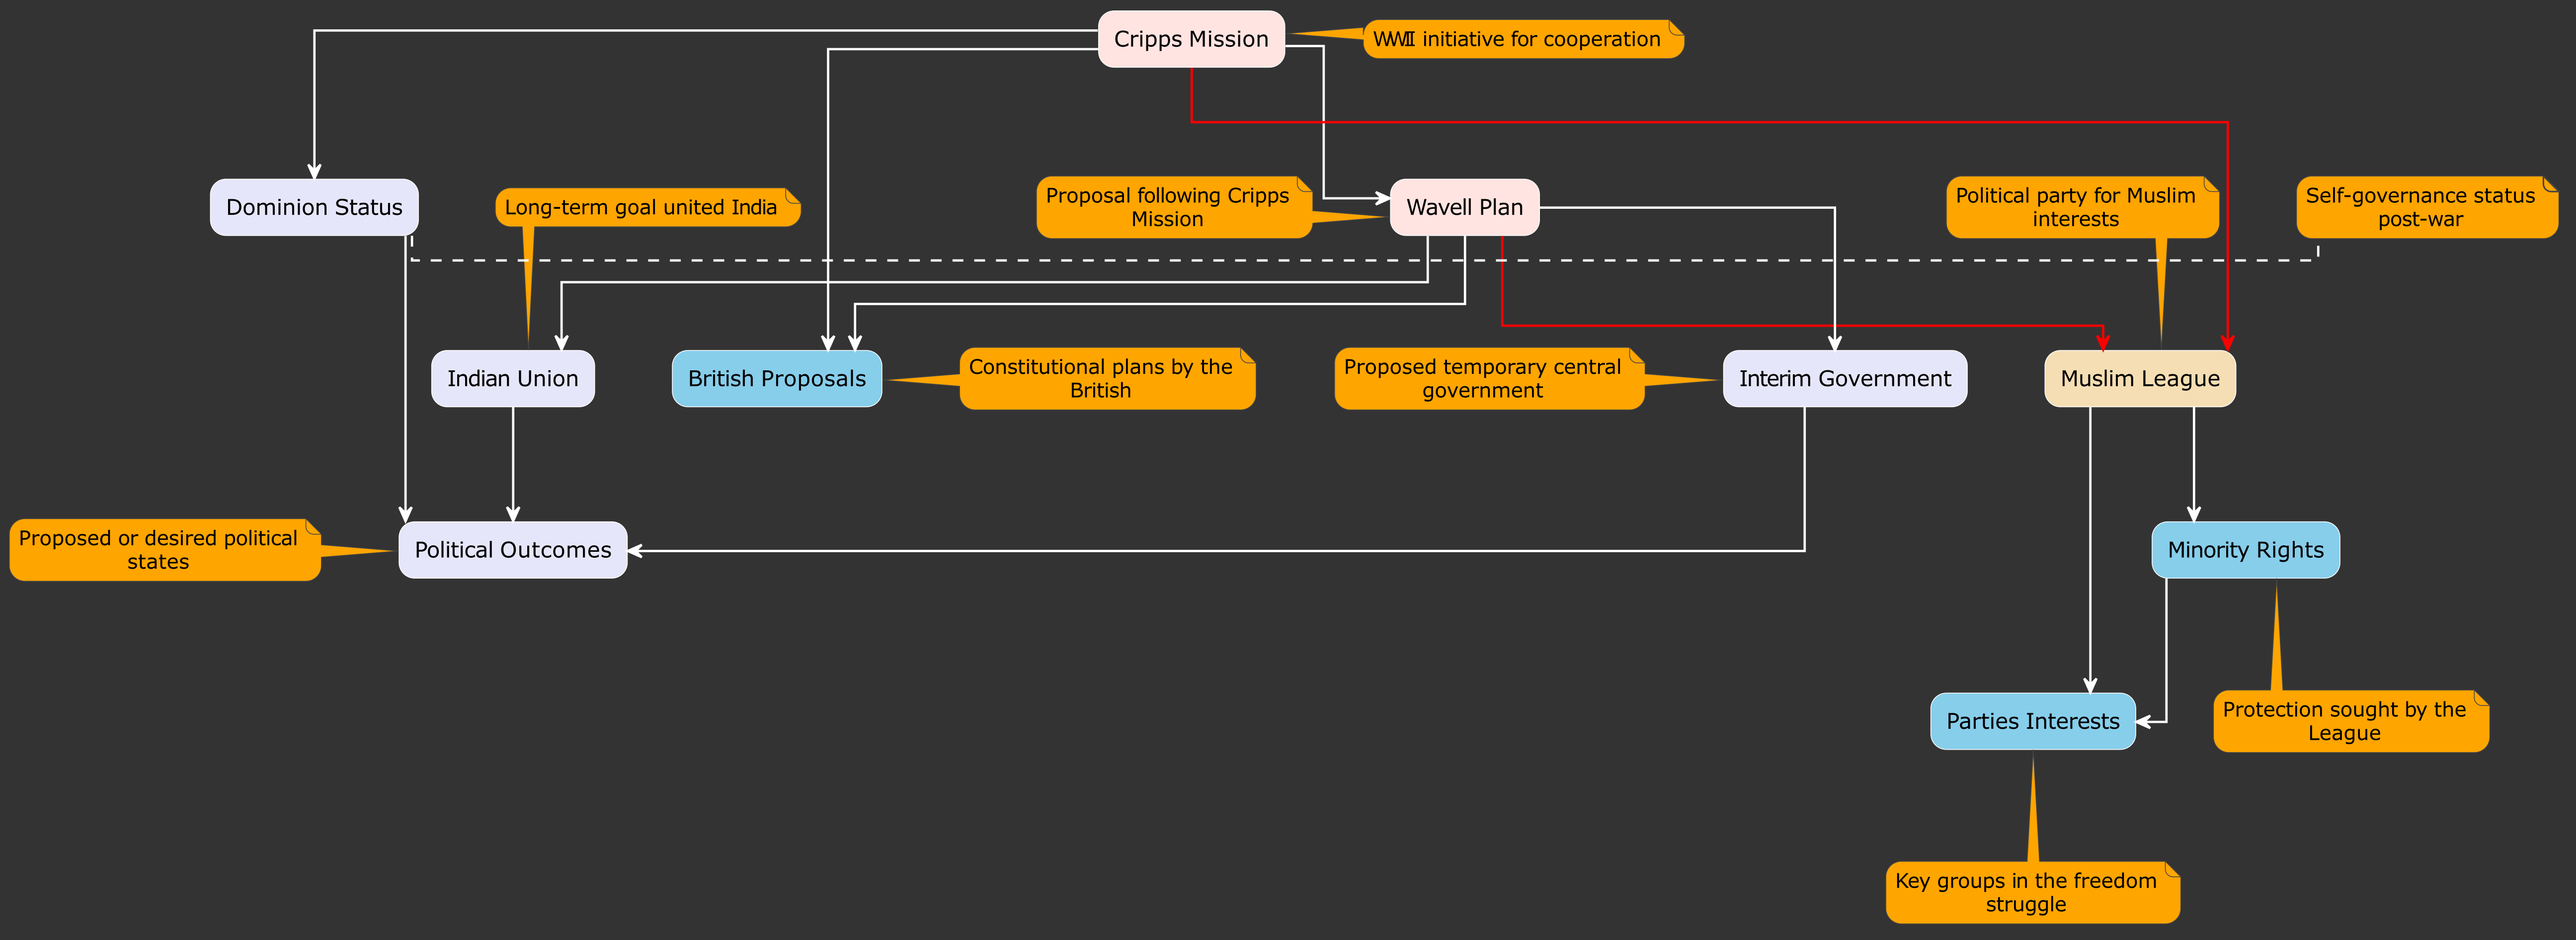 Cripps Mission
WWII initiative for cooperation
Dominion Status
Long-term goal united India
Proposal following Cripps
Mission
Wavell Plan
Political party for Muslim
interests
Self-governance status
post-war
Indian Union
British Proposals
Constitutional plans by the
British
Proposed temporary central
government
Interim Government
Muslim League
Proposed or desired political
states
Political Outcomes
Minority Rights
Parties Interests
Protection sought by the
League
Key groups in the freedom
struggle